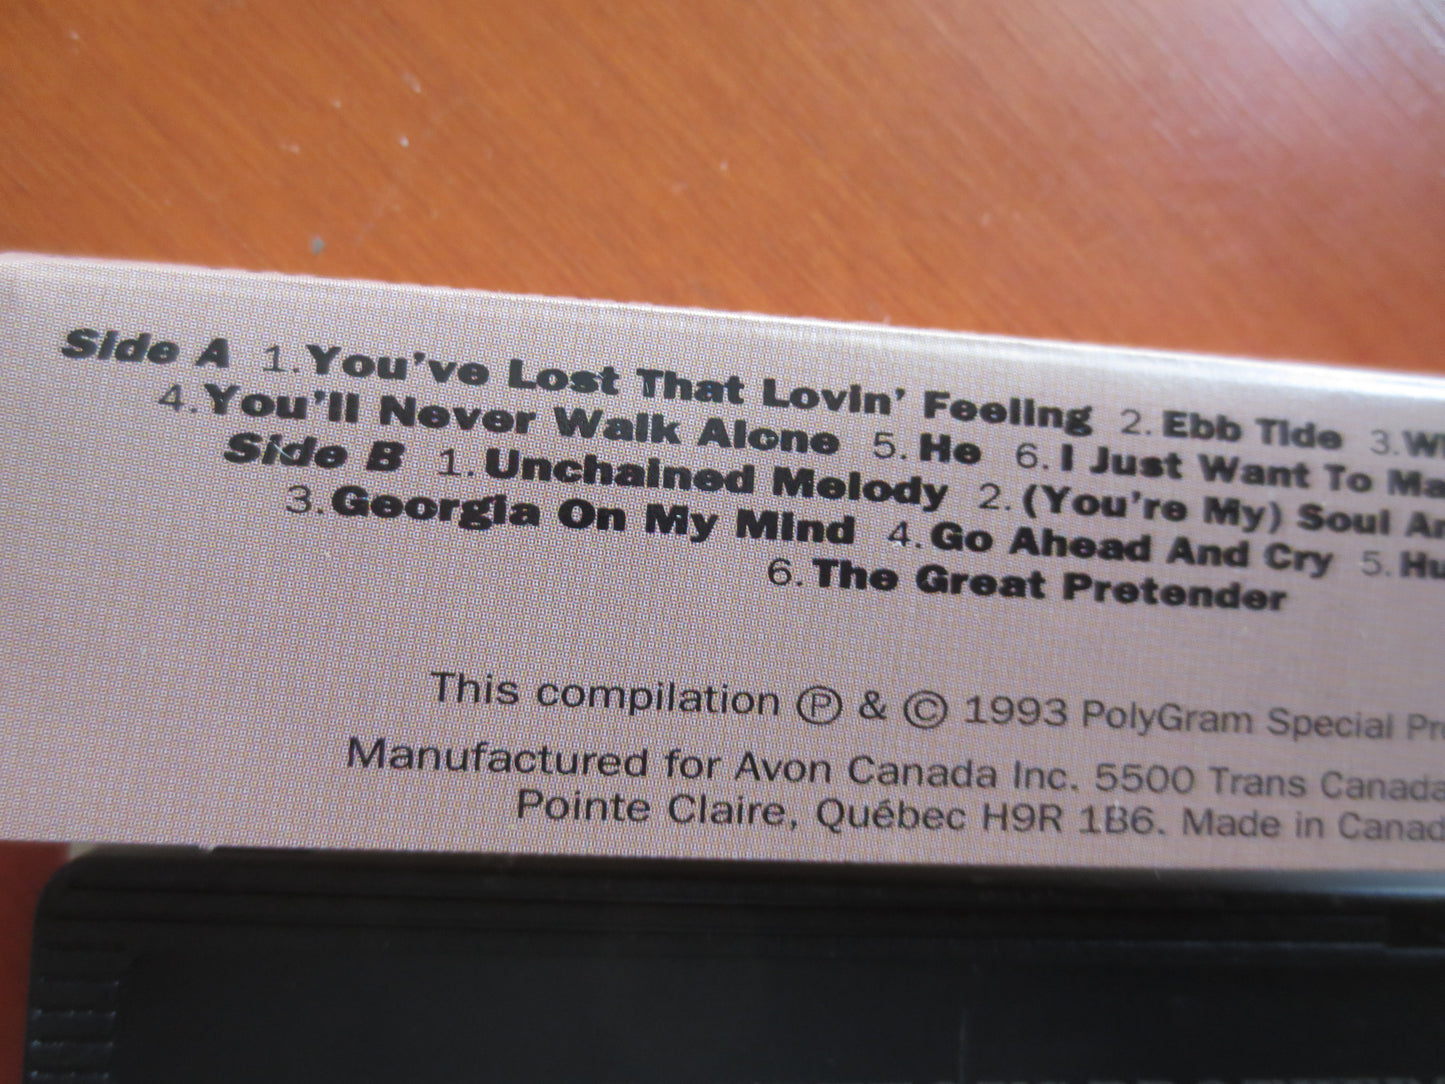 Side A 1. You've Lost That Lovin' Feeling 2. Ebb Tide 3.
4. You'll Never Walk Alone 5. He 6. I Just Want To
Side B 1. Unchained Melody 2. (You're My) Soul
3. Georgia On My Mind 4. Go Ahead And Cry 5.
6. The Great Pretender
This compilation Ⓟ & © 1993 PolyGram Special
Manufactured for Avon Canada Inc. 5500 Trans Canada
Pointe Claire, Québec H9R 1B6. Made in